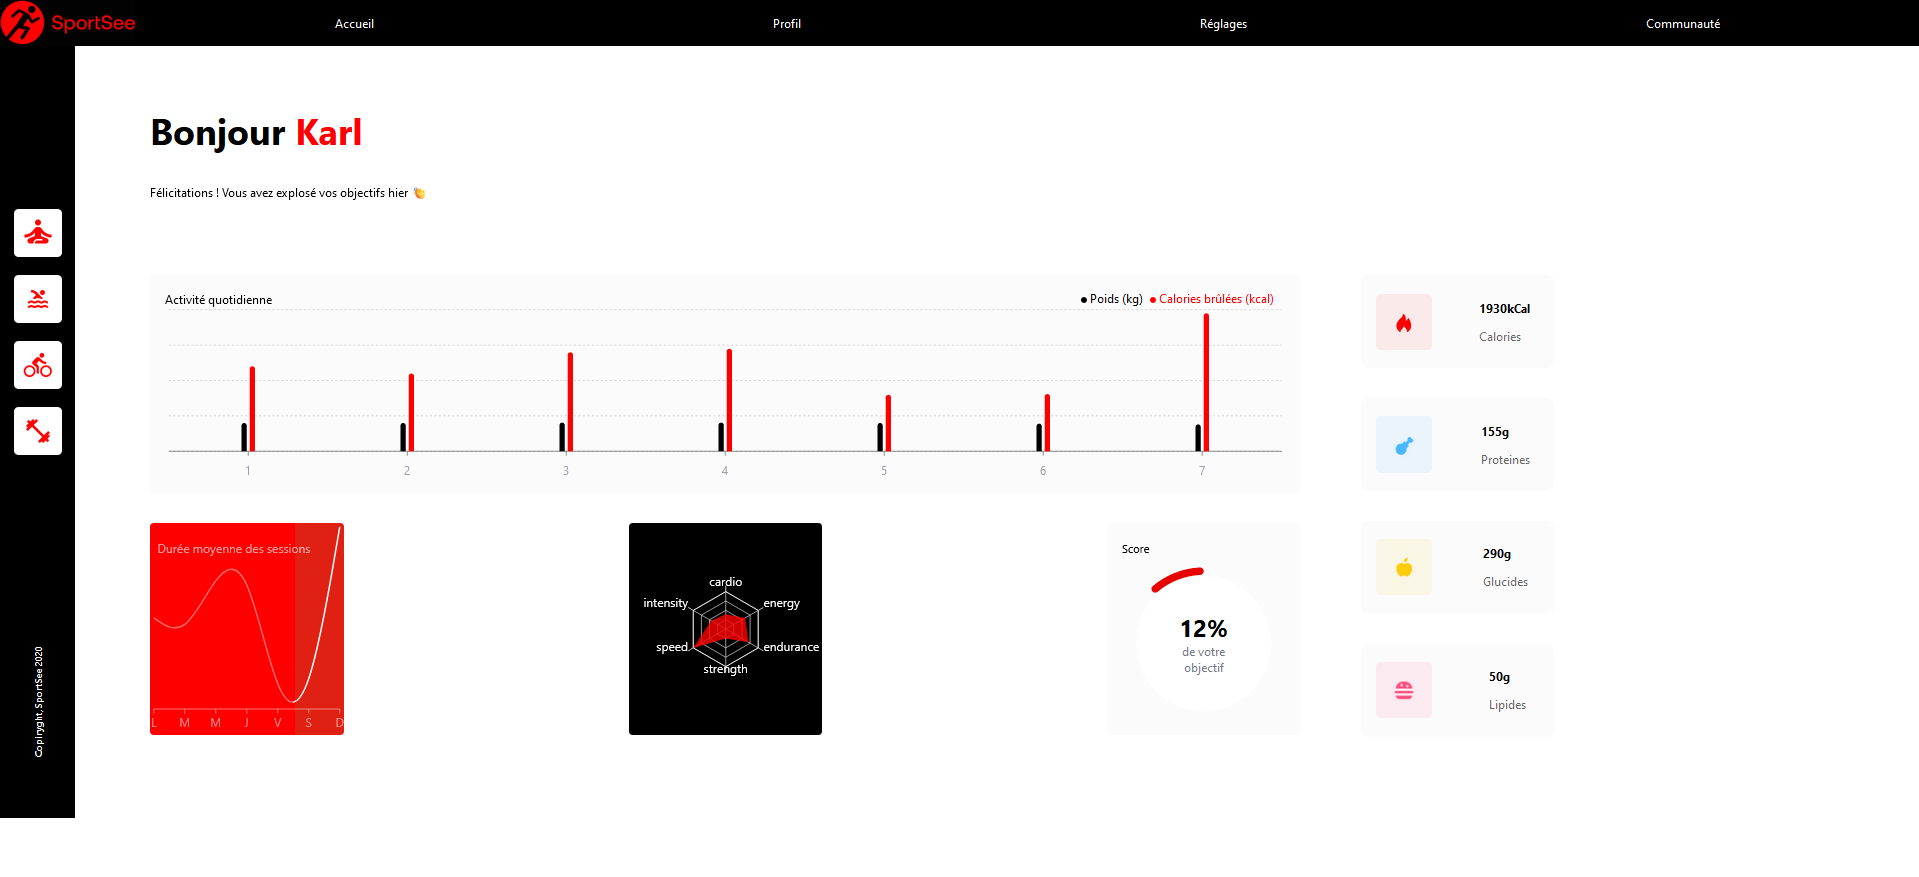 SportSee
Accueil
Profil
Réglages
Communauté
Bonjour Karl
Félicitations ! Vous avez explosé vos objectifs hier 👏
Activité quotidienne
Poids (kg)
Calories brûlées (kcal)
1
2
3
4
5
6
7
1930kCal
Calories
155g
Proteines
290g
Glucides
50g
Lipides
Durée moyenne des sessions
L
M
M
J
V
S
D
cardio
energy
endurance
strength
speed
intensity
Score
12%
de votre
objectif
Copiryght, SportSee 2020